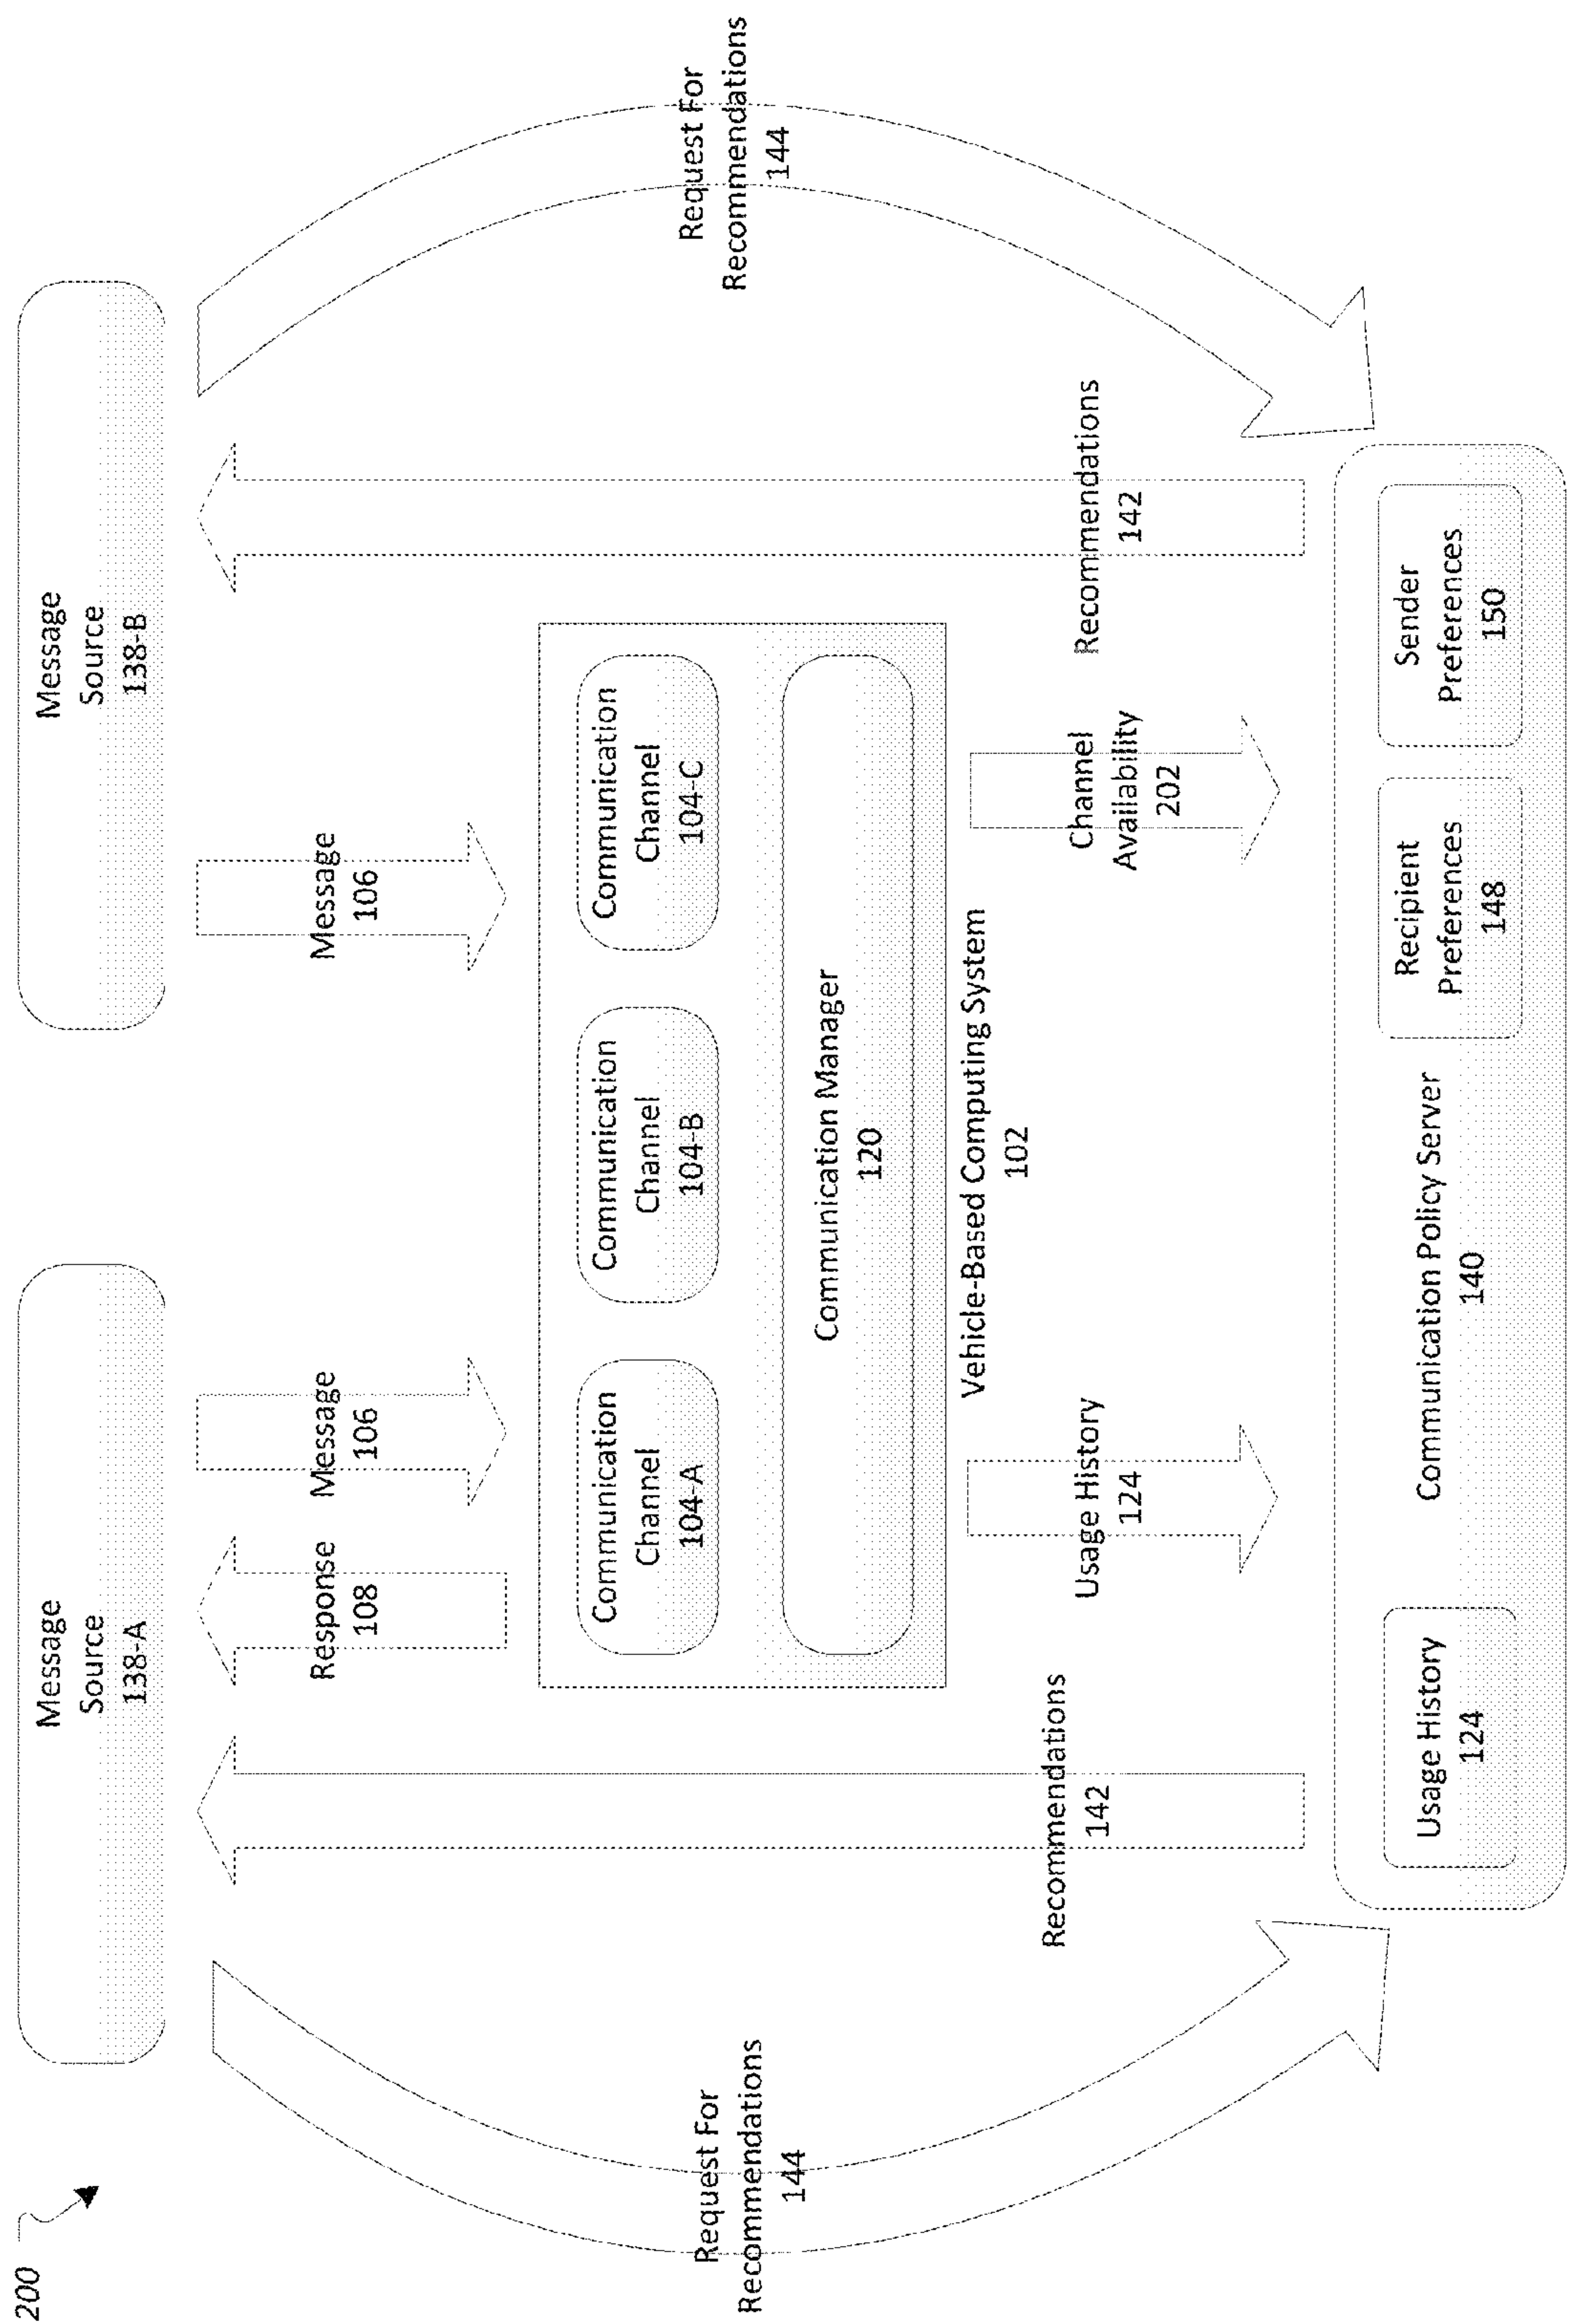 200
Message
Source
138-A
Message
Source
138-B
Request For
Recommendations
144
Recommendations
142
Response
108
Message
106
Message
106
Recommendations
142
Request For
Recommendations
144
Communication
Channel
104-A
Communication
Channel
104-B
Communication
Channel
104-C
Communication Manager
120
Vehicle-Based Computing System
102
Usage History
124
Channel
Availability
202
Usage History
124
Communication Policy Server
140
Recipient
Preferences
148
Sender
Preferences
150